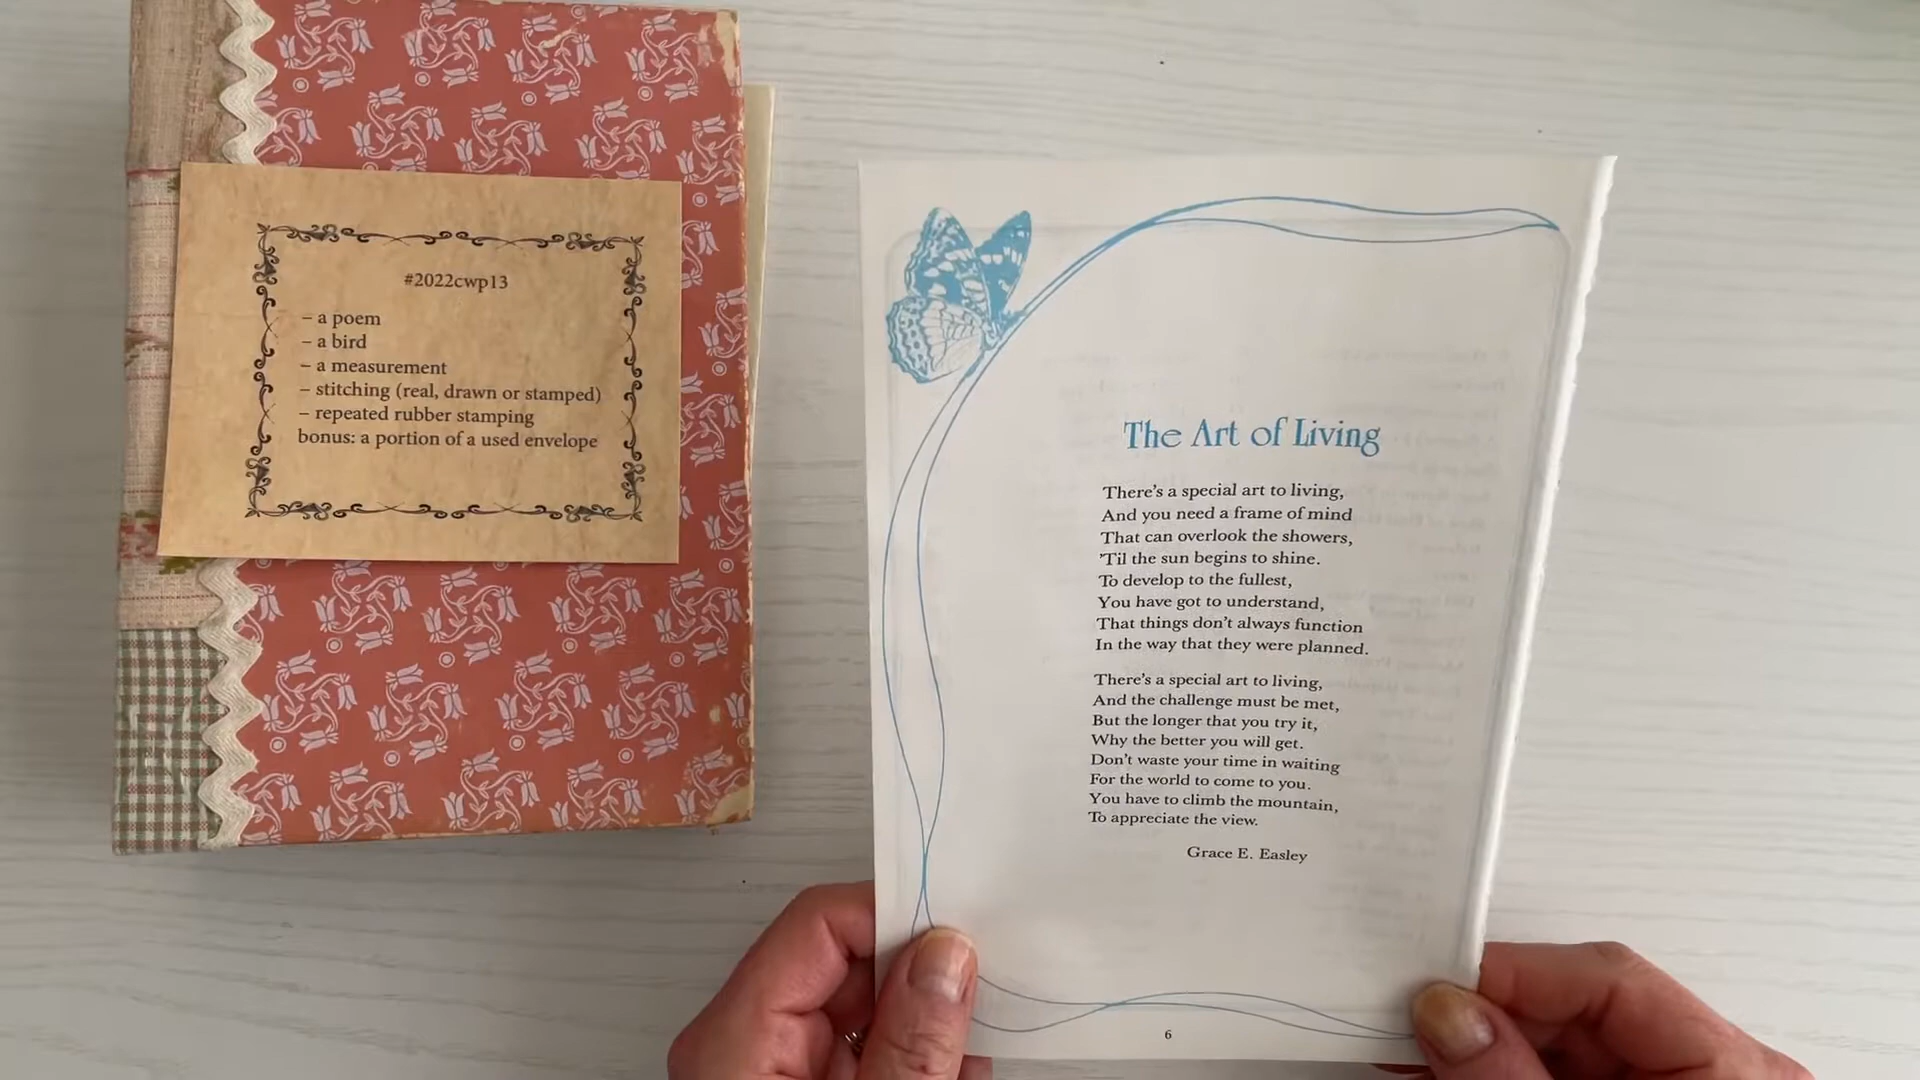 #2022cwp13
– a poem
– a bird
– a measurement
– stitching (real, drawn or stamped)
– repeated rubber stamping
bonus: a portion of a used envelope
The Art of Living
There's a special art to living,
And you need a frame of mind
That can overlook the showers,
'Til the sun begins to shine.
To develop to the fullest,
You have got to understand,
That things don't always function
In the way that they were planned.
There's a special art to living,
And the challenge must be met,
But the longer that you try it,
Why the better you will get.
Don't waste your time in waiting
For the world to come to you.
You have to climb the mountain,
To appreciate the view.
Grace E. Easley
6